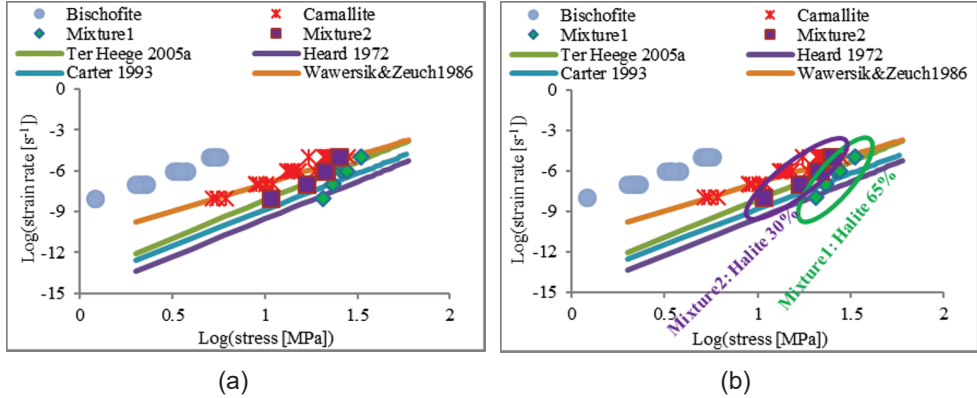 Bischofite
Carnallite
Mixture1
Mixture2
Ter Heege 2005a
Heard 1972
Carter 1993
Wawersik&Zeuch1986
0
-3
-6
-9
-12
-15
Log(strain rate [s⁻¹])
0
0.5
1
1.5
2
Log(stress [MPa])
(a)
Bischofite
Carnallite
Mixture1
Mixture2
Ter Heege 2005a
Heard 1972
Carter 1993
Wawersik&Zeuch1986
0
-3
-6
-9
-12
-15
Log(strain rate [s⁻¹])
Mixture2: Halite 30%
Mixture1: Halite 65%
0
0.5
1
1.5
2
Log(stress [MPa])
(b)